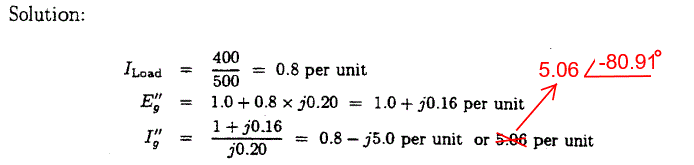 Solution:
5.06 ∠-80.91°
I_Load = 400/500 = 0.8 per unit
E″_g = 1.0 + 0.8 × j0.20 = 1.0 + j0.16 per unit
I″_g = 1 + j0.16/j0.20 = 0.8 − j5.0 per unit or 5.06 per unit